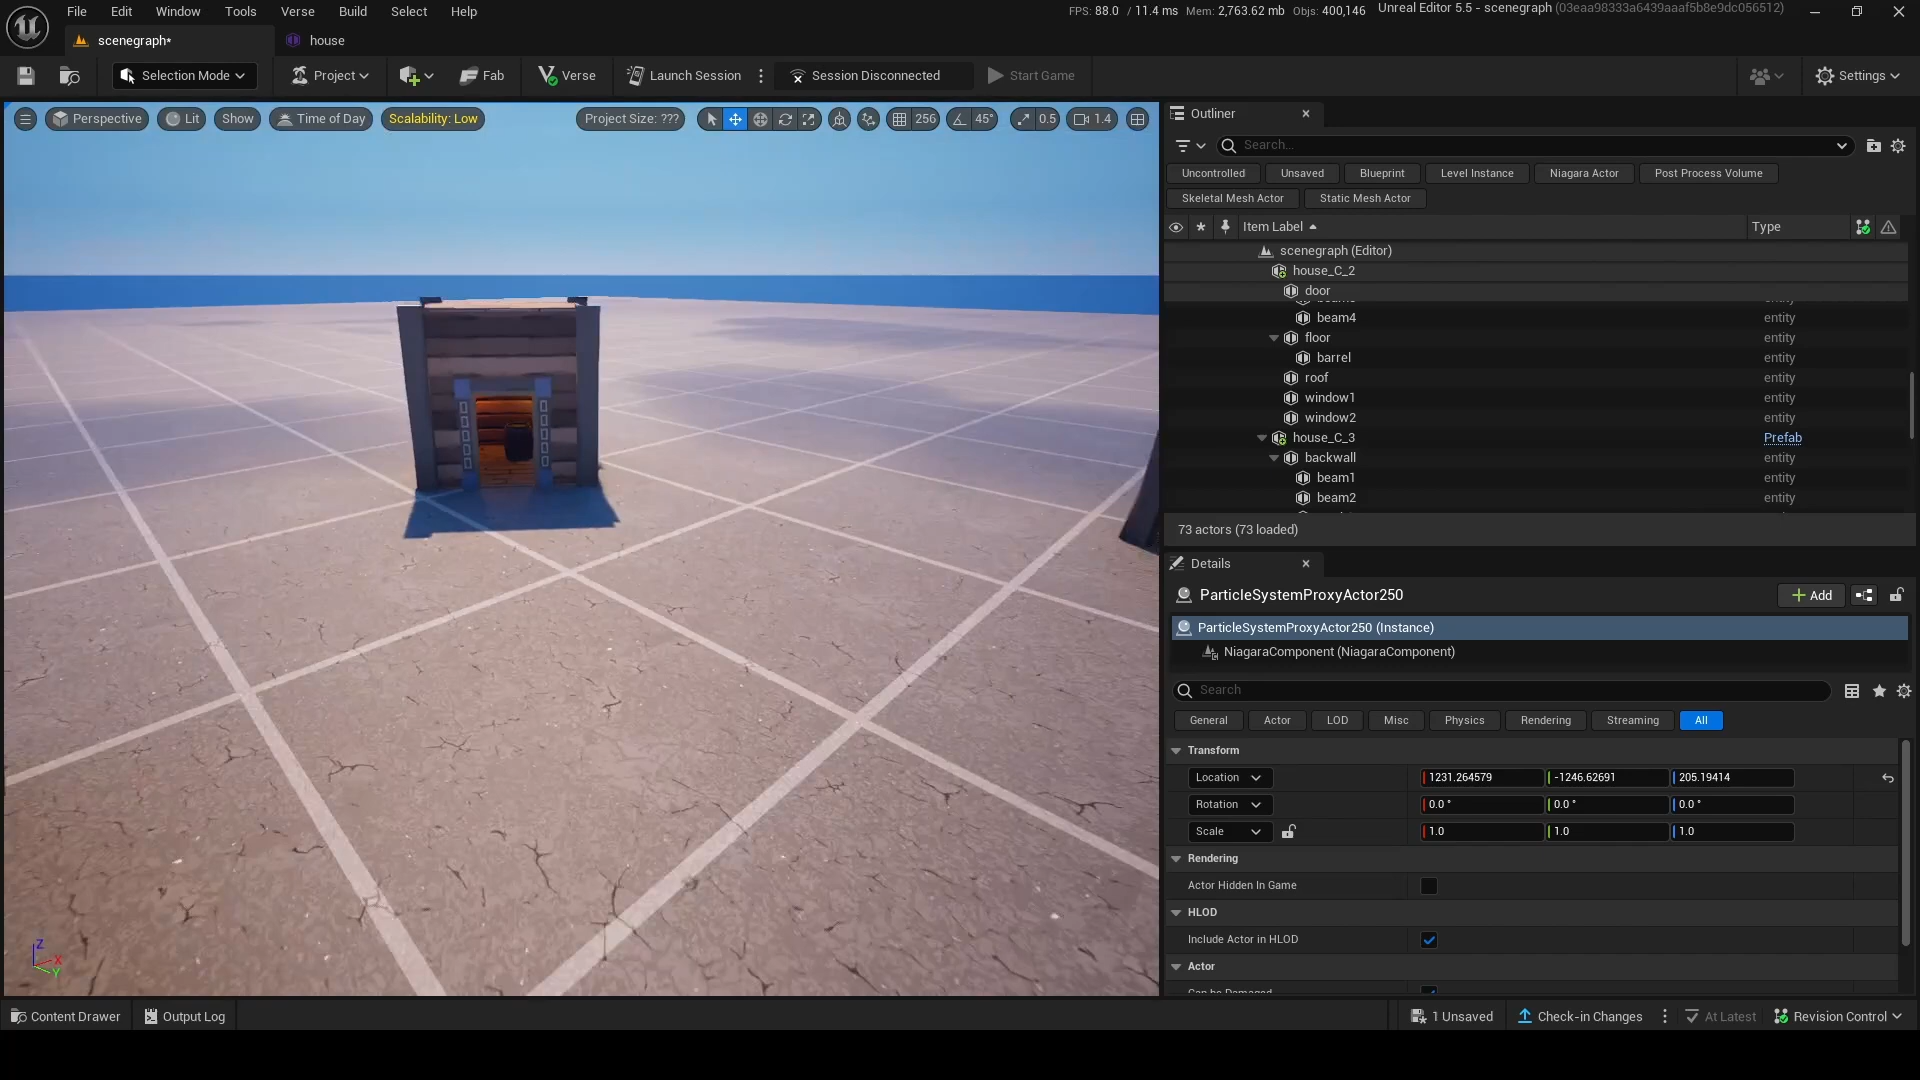 File Edit Window Tools Verse Build Select Help
FPS: 88.0 / 11.4 ms Mem: 2,763.62 mb Objs: 400,146 Unreal Editor 5.5 - scenegraph (03eaa98333a6439aaaf5b8e9dc056512)
scenegraph* house
Selection Mode Project Fab Verse Launch Session Session Disconnected Start Game Settings
Perspective Lit Show Time of Day Scalability: Low Project Size: ??? 256 45° 0.5 1.4
Z
X
Y
Outliner
Search...
Uncontrolled Unsaved Blueprint Level Instance Niagara Actor Post Process Volume
Skeletal Mesh Actor Static Mesh Actor
Item Label Type
scenegraph (Editor)
house_C_2
door
beam4 entity
floor entity
barrel entity
roof entity
window1 entity
window2 entity
house_C_3 Prefab
backwall entity
beam1 entity
beam2 entity
73 actors (73 loaded)
Details
ParticleSystemProxyActor250 Add
ParticleSystemProxyActor250 (Instance)
NiagaraComponent (NiagaraComponent)
Search
General Actor LOD Misc Physics Rendering Streaming All
Transform
Location 1231.264579 -1246.62691 205.19414
Rotation 0.0 ° 0.0 ° 0.0 °
Scale 1.0 1.0 1.0
Rendering
Actor Hidden In Game
HLOD
Include Actor in HLOD
Actor
Can be Damaged
Content Drawer Output Log 1 Unsaved Check-in Changes At Latest Revision Control